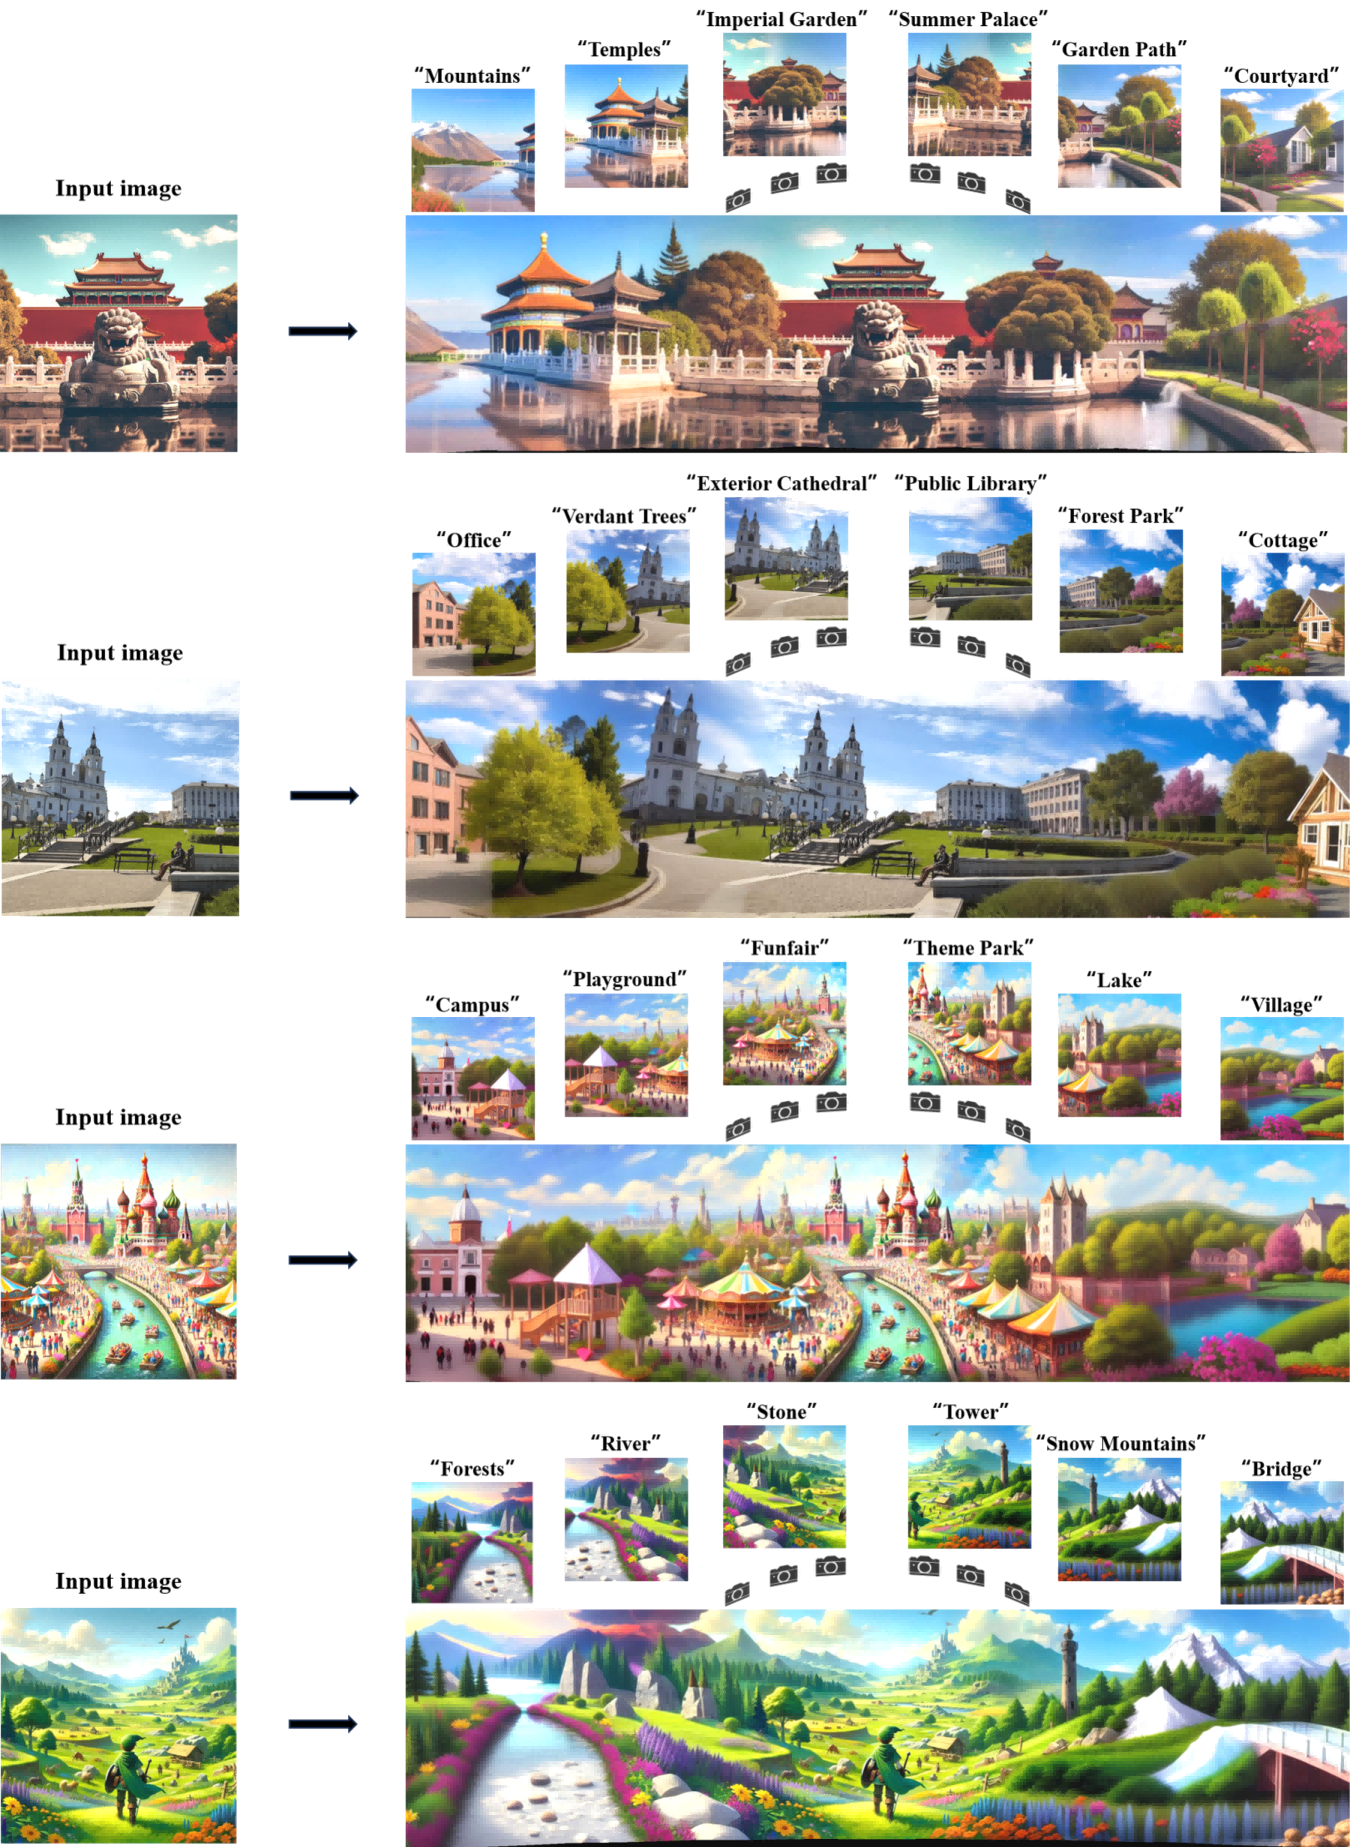 “Imperial Garden” “Summer Palace”
“Temples” “Garden Path”
“Mountains” “Courtyard”
Input image
“Exterior Cathedral” “Public Library”
“Verdant Trees” “Forest Park”
“Office” “Cottage”
Input image
“Funfair” “Theme Park”
“Playground” “Lake”
“Campus” “Village”
Input image
“Stone” “Tower”
“River” “Snow Mountains”
“Forests” “Bridge”
Input image